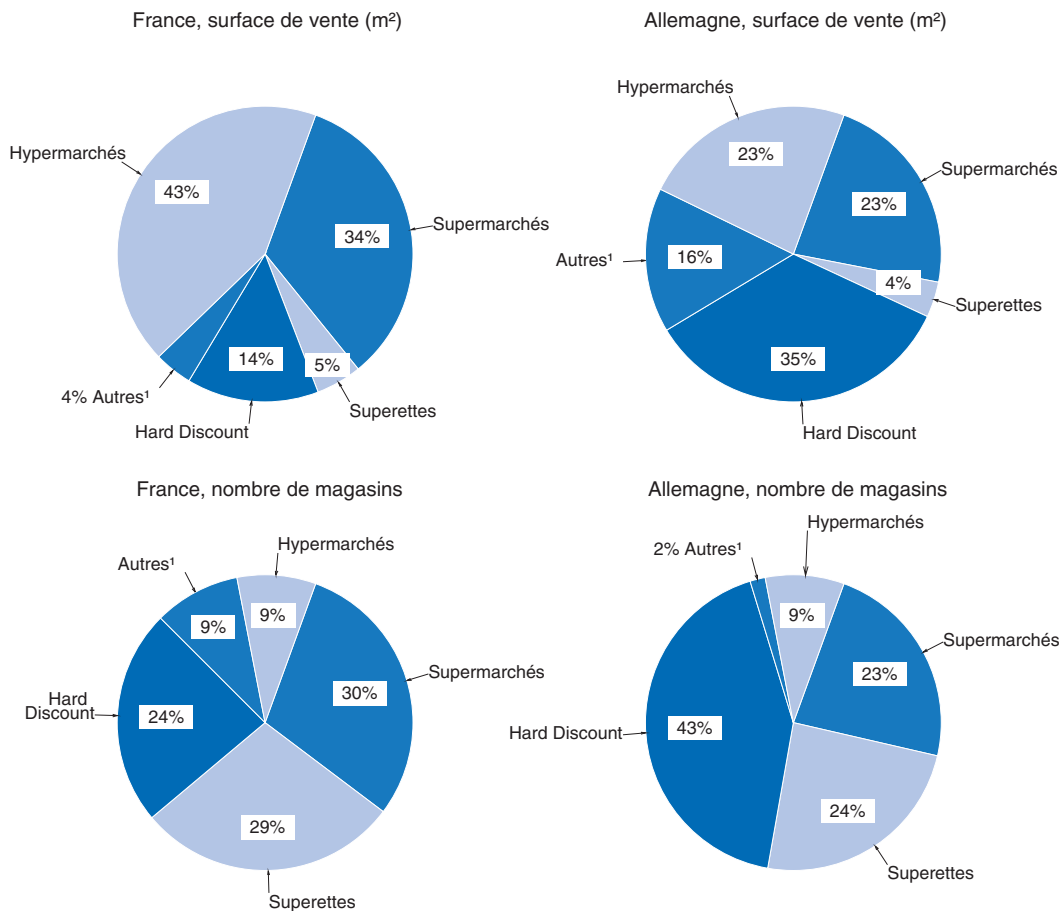 France, surface de vente (m²)
Hypermarchés
43%
34%
Supermarchés
14%
5%
4% Autres¹
Superettes
Hard Discount
Allemagne, surface de vente (m²)
Hypermarchés
23%
Supermarchés
23%
Autres¹
16%
4%
Superettes
35%
Hard Discount
France, nombre de magasins
Hypermarchés
Autres¹
9%
9%
30%
Supermarchés
Hard
Discount
24%
29%
Superettes
Allemagne, nombre de magasins
Hypermarchés
2% Autres¹
9%
Supermarchés
23%
Hard Discount
43%
24%
Superettes